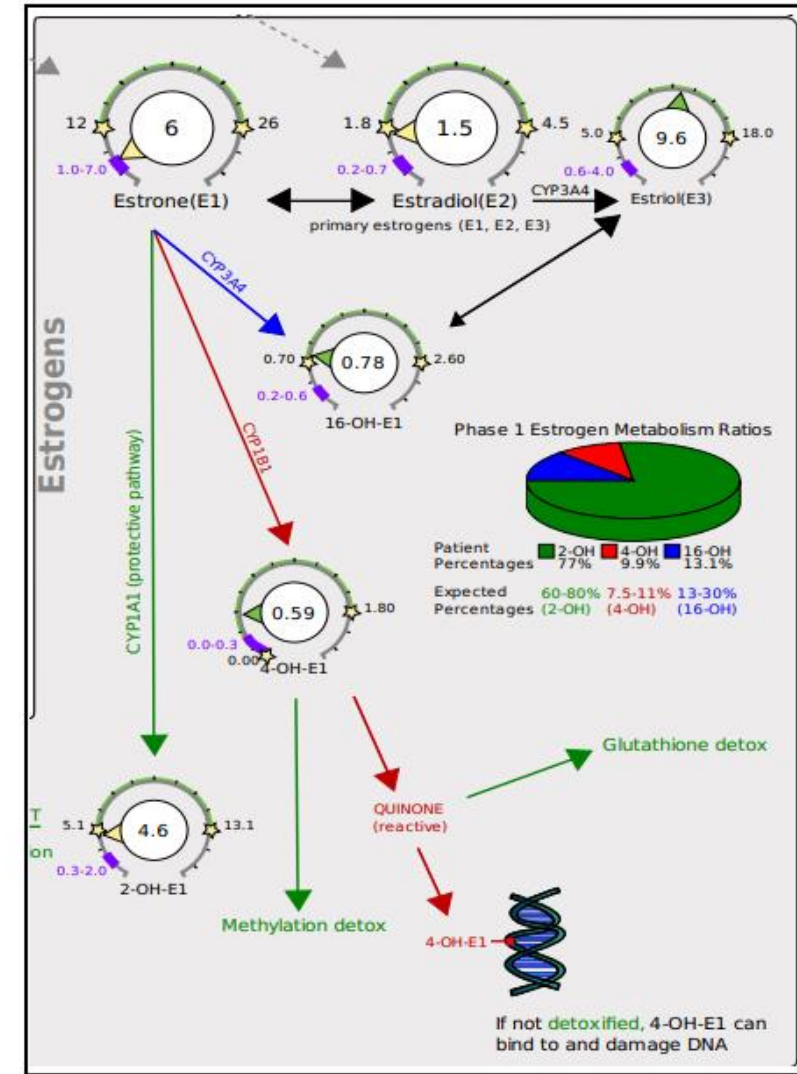 12 6 26
1.0-7.0
Estrone(E1)
1.8 1.5 4.5
0.2-0.7
Estradiol(E2)
CYP3A4
5.0 9.6 18.0
0.6-4.0
Estriol(E3)
primary estrogens (E1, E2, E3)
CYP3A4
0.70 0.78 2.60
0.2-0.6
16-OH-E1
Estrogens
CYP1A1 (protective pathway)
CYP1B1
Phase 1 Estrogen Metabolism Ratios
Patient 2-OH 4-OH 16-OH
Percentages 77% 9.9% 13.1%
Expected 60-80% 7.5-11% 13-30%
Percentages (2-OH) (4-OH) (16-OH)
0.59 1.80
0.0-0.3
0.00
4-OH-E1
Glutathione detox
QUINONE
(reactive)
T
on
5.1 4.6 13.1
0.3-2.0
2-OH-E1
Methylation detox
4-OH-E1
If not detoxified, 4-OH-E1 can
bind to and damage DNA